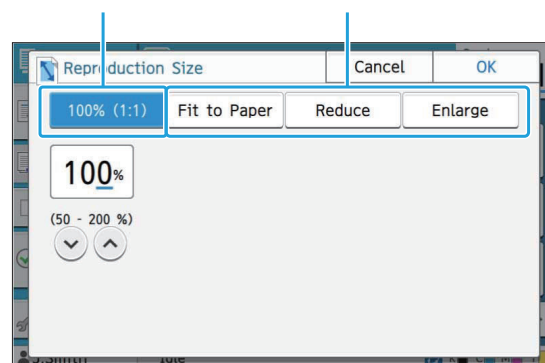 Reproduction Size Cancel OK
100% (1:1) Fit to Paper Reduce Enlarge
100%
(50 - 200 %)